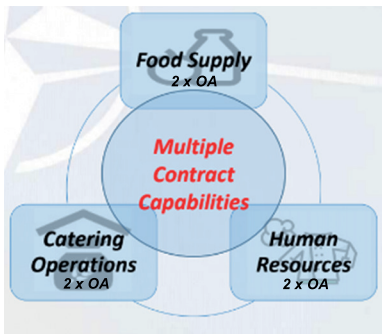 Food Supply
2 x OA
Multiple
Contract
Capabilities
Catering
Operations
2 x OA
Human
Resources
2 x OA